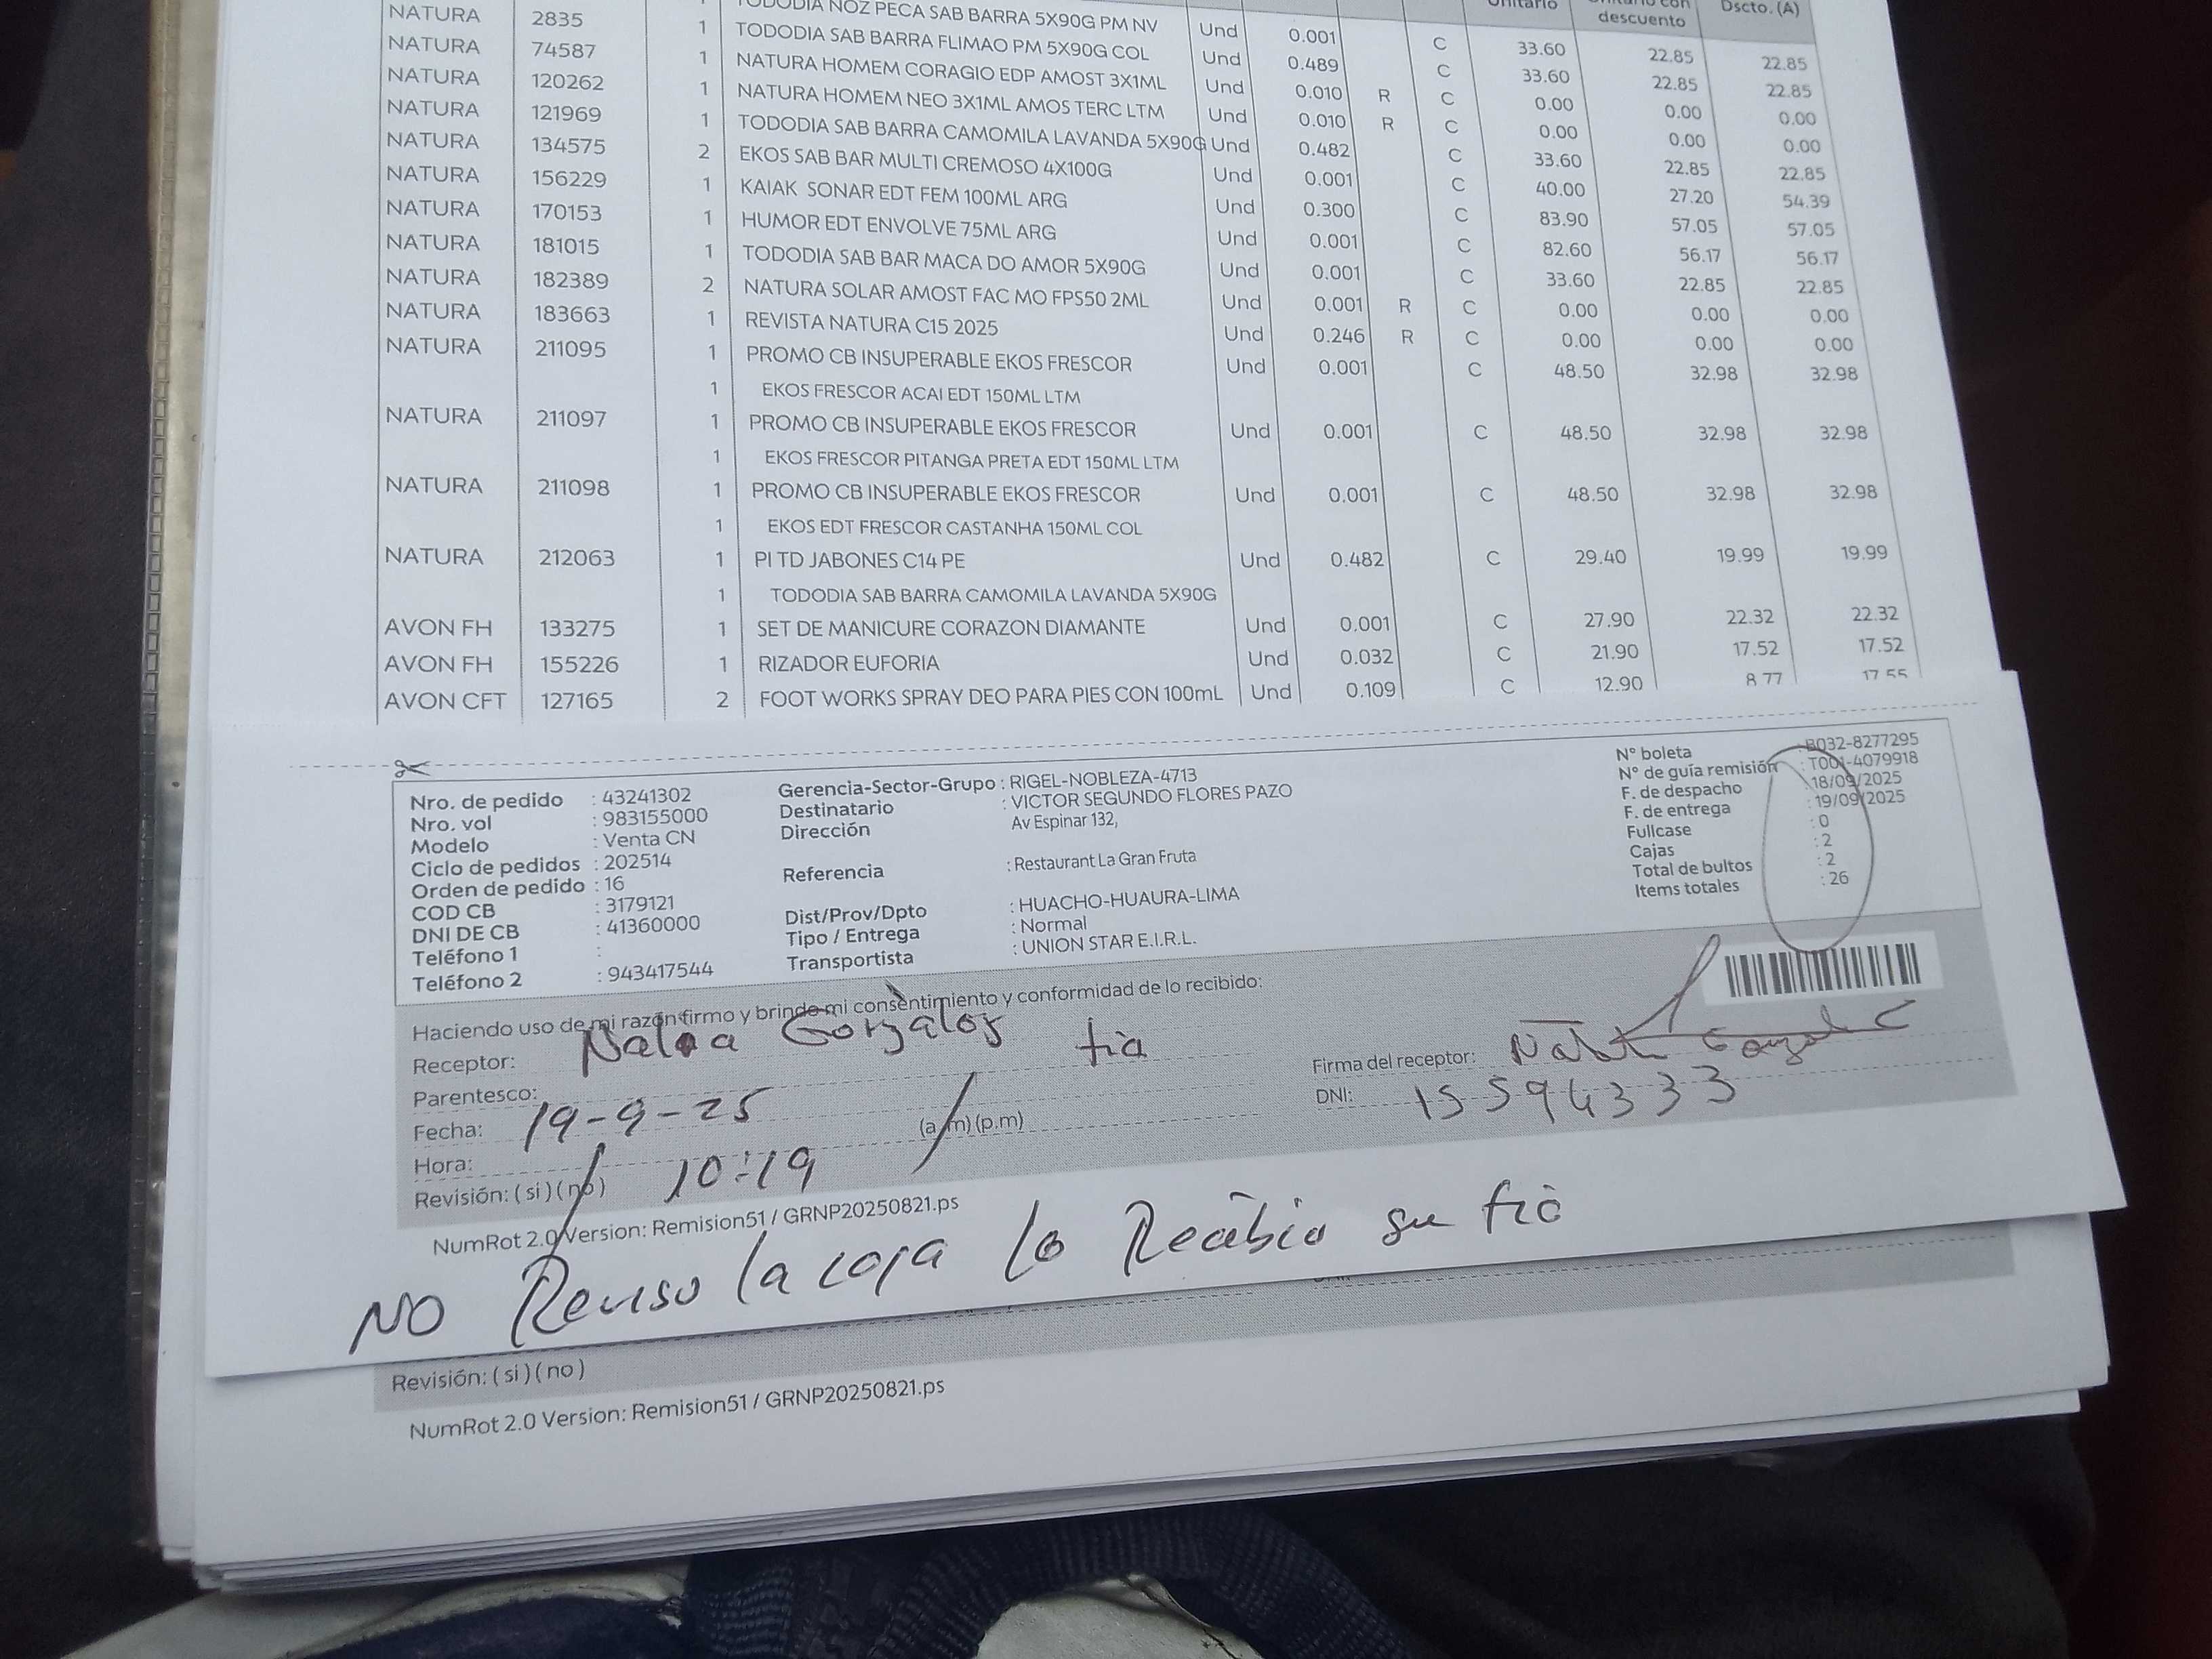 Unitario con descuento Dscto. (A)
NATURA 2835 1 TODODIA NOZ PECA SAB BARRA 5X90G PM NV Und 0.001 C 33.60 22.85 22.85
NATURA 74587 1 TODODIA SAB BARRA FLIMAO PM 5X90G COL Und 0.489 C 33.60 22.85 22.85
NATURA 120262 1 NATURA HOMEM CORAGIO EDP AMOST 3X1ML Und 0.010 R C 0.00 0.00 0.00
NATURA 121969 1 NATURA HOMEM NEO 3X1ML AMOS TERC LTM Und 0.010 R C 0.00 0.00 0.00
NATURA 134575 1 TODODIA SAB BARRA CAMOMILA LAVANDA 5X90G Und 0.482 C 33.60 22.85 22.85
NATURA 156229 2 EKOS SAB BAR MULTI CREMOSO 4X100G Und 0.001 C 40.00 27.20 54.39
NATURA 170153 1 KAIAK SONAR EDT FEM 100ML ARG Und 0.300 C 83.90 57.05 57.05
NATURA 181015 1 HUMOR EDT ENVOLVE 75ML ARG Und 0.001 C 82.60 56.17 56.17
NATURA 182389 1 TODODIA SAB BAR MACA DO AMOR 5X90G Und 0.001 C 33.60 22.85 22.85
NATURA 183663 2 NATURA SOLAR AMOST FAC MO FPS50 2ML Und 0.001 R C 0.00 0.00 0.00
NATURA 211095 1 REVISTA NATURA C15 2025 Und 0.246 R C 0.00 0.00 0.00
1 PROMO CB INSUPERABLE EKOS FRESCOR Und 0.001 C 48.50 32.98 32.98
1 EKOS FRESCOR ACAI EDT 150ML LTM
NATURA 211097 1 PROMO CB INSUPERABLE EKOS FRESCOR Und 0.001 C 48.50 32.98 32.98
1 EKOS FRESCOR PITANGA PRETA EDT 150ML LTM
NATURA 211098 1 PROMO CB INSUPERABLE EKOS FRESCOR Und 0.001 C 48.50 32.98 32.98
1 EKOS EDT FRESCOR CASTANHA 150ML COL
NATURA 212063 1 PI TD JABONES C14 PE Und 0.482 C 29.40 19.99 19.99
1 TODODIA SAB BARRA CAMOMILA LAVANDA 5X90G
AVON FH 133275 1 SET DE MANICURE CORAZON DIAMANTE Und 0.001 C 27.90 22.32 22.32
AVON FH 155226 1 RIZADOR EUFORIA Und 0.032 C 21.90 17.52 17.52
AVON CFT 127165 2 FOOT WORKS SPRAY DEO PARA PIES CON 100mL Und 0.109 C 12.90 8.77 17.55
Nro. de pedido : 43241302
Nro. vol : 983155000
Modelo : Venta CN
Ciclo de pedidos : 202514
Orden de pedido : 16
COD CB : 3179121
DNI DE CB : 41360000
Teléfono 1 :
Teléfono 2 : 943417544
Gerencia-Sector-Grupo : RIGEL-NOBLEZA-4713
Destinatario : VICTOR SEGUNDO FLORES PAZO
Dirección Av Espinar 132,
Referencia : Restaurant La Gran Fruta
Dist/Prov/Dpto : HUACHO-HUAURA-LIMA
Tipo / Entrega : Normal
Transportista : UNION STAR E.I.R.L.
N° boleta : B032-8277295
N° de guía remisión : T001-4079918
F. de despacho : 18/09/2025
F. de entrega : 19/09/2025
Fullcase : 0
Cajas : 2
Total de bultos : 2
Items totales : 26
Haciendo uso de mi razón firmo y brindo mi consentimiento y conformidad de lo recibido:
Receptor: Gonzales tia
Parentesco:
Fecha: 19-9-25
Hora: 10:19 (a.m) (p.m)
Revisión: ( si ) ( no )
Firma del receptor:
DNI: 15594333
NumRot 2.0 Version: Remision51 / GRNP20250821.ps
NO Reviso la caja lo Recibio su tia
Revisión: ( si ) ( no )
NumRot 2.0 Version: Remision51 / GRNP20250821.ps